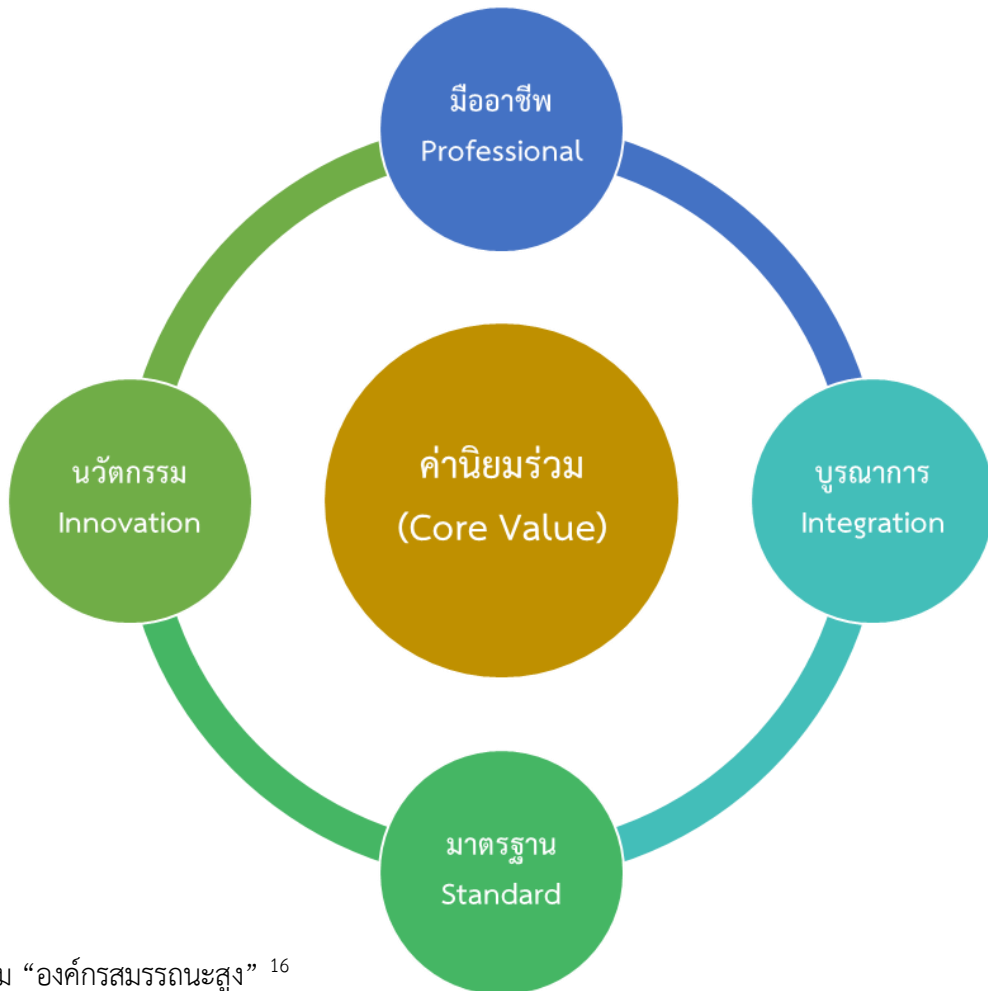 มืออาชีพ
Professional
นวัตกรรม
Innovation
ค่านิยมร่วม
(Core Value)
บูรณาการ
Integration
มาตรฐาน
Standard
“องค์กรสมรรถนะสูง” 16